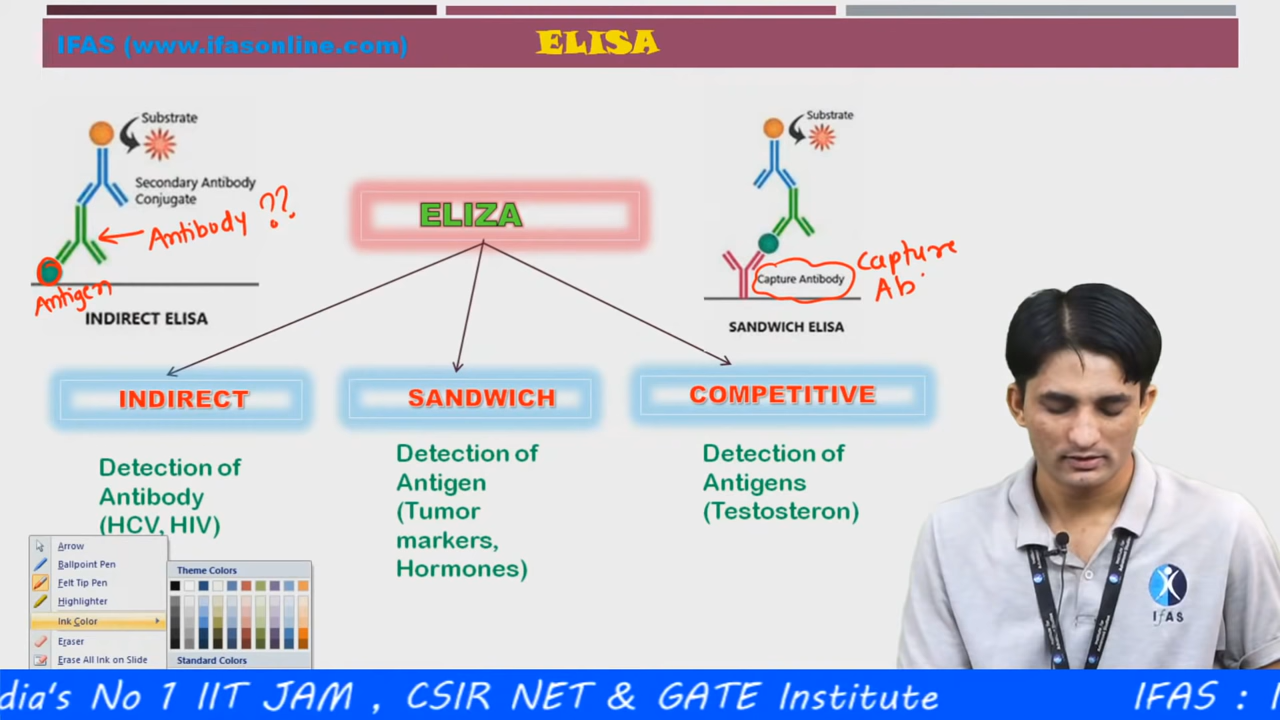 IFAS (www.ifasonline.com)
ELISA
Substrate
Secondary Antibody
Conjugate
Antibody ??
Antigen
INDIRECT ELISA
ELIZA
Substrate
Capture Antibody
Capture
Ab
SANDWICH ELISA
INDIRECT
SANDWICH
COMPETITIVE
Detection of
Antibody
(HCV, HIV)
Detection of
Antigen
(Tumor
markers,
Hormones)
Detection of
Antigens
(Testosteron)
Arrow
Ballpoint Pen
Felt Tip Pen
Highlighter
Ink Color
Eraser
Erase All Ink on Slide
Theme Colors
Standard Colors
IFAS
dia's No 1 IIT JAM , CSIR NET & GATE Institute
IFAS :